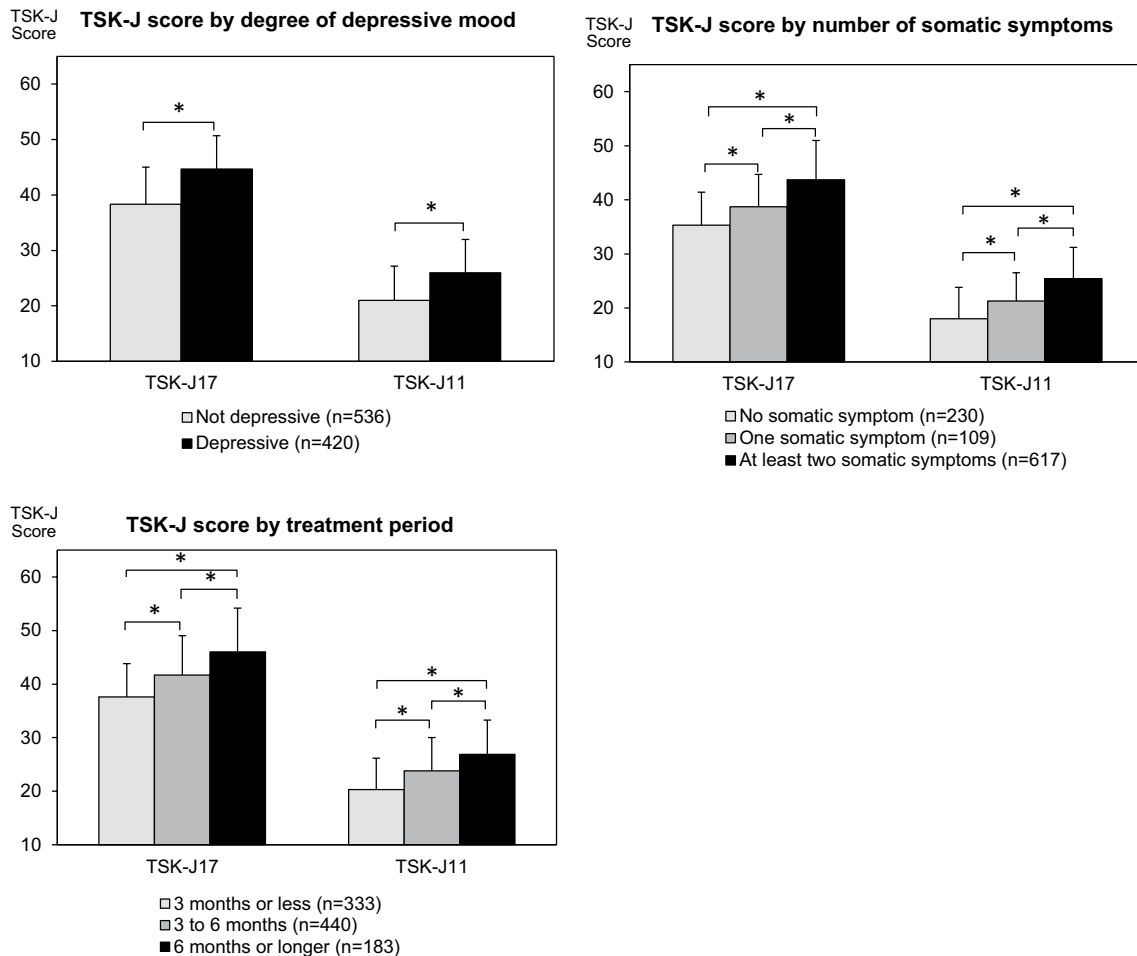 TSK-J
Score
TSK-J score by degree of depressive mood
60
50
40
30
20
10
*
*
TSK-J17
TSK-J11
Not depressive (n=536)
Depressive (n=420)
TSK-J
Score
TSK-J score by number of somatic symptoms
60
50
40
30
20
10
*
*
*
*
*
*
TSK-J17
TSK-J11
No somatic symptom (n=230)
One somatic symptom (n=109)
At least two somatic symptoms (n=617)
TSK-J
Score
TSK-J score by treatment period
60
50
40
30
20
10
*
*
*
*
*
*
TSK-J17
TSK-J11
3 months or less (n=333)
3 to 6 months (n=440)
6 months or longer (n=183)